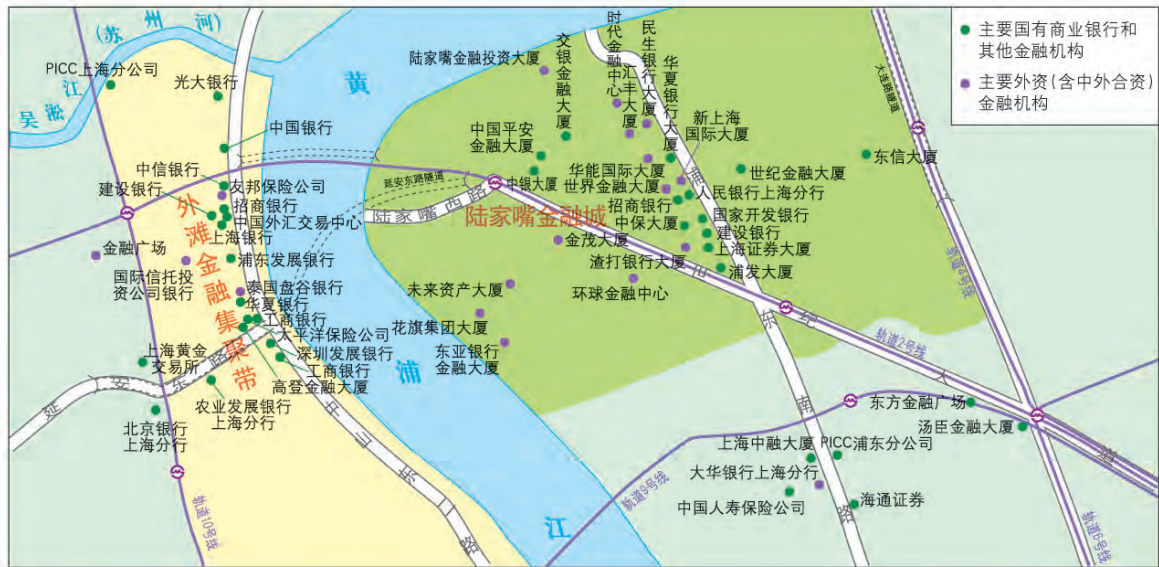 主要国有商业银行和
其他金融机构
主要外资(含中外合资)
金融机构
(苏州河)
吴淞江
PICC上海分公司
光大银行
中国银行
中信银行
建设银行
友邦保险公司
招商银行
中国外汇交易中心
上海银行
浦东发展银行
金融广场
国际信托投
资公司银行
外滩金融集聚带
泰国盘谷银行
华夏银行
工商银行
太平洋保险公司
深圳发展银行
工商银行
高登金融大厦
上海黄金
交易所
农业发展银行
上海分行
北京银行
上海分行
延安东路
中山东一路
轨道10号线
黄浦江
延安东路隧道
陆家嘴西路
陆家嘴金融城
陆家嘴金融投资大厦
交银金融大厦
时代金融中心
汇丰大厦
民生银行大厦
华夏银行大厦
新上海
国际大厦
中国平安
金融大厦
中银大厦
华能国际大厦
世界金融大厦
世纪金融大厦
东信大厦
人民银行上海分行
招商银行
国家开发银行
中保大厦
建设银行
上海证券大厦
浦发大厦
金茂大厦
渣打银行大厦
环球金融中心
未来资产大厦
花旗集团大厦
东亚银行
金融大厦
大连路隧道
世纪大道
轨道2号线
东方金融广场
汤臣金融大厦
上海中融大厦
PICC浦东分公司
大华银行上海分行
中国人寿保险公司
海通证券
轨道9号线
轨道6号线